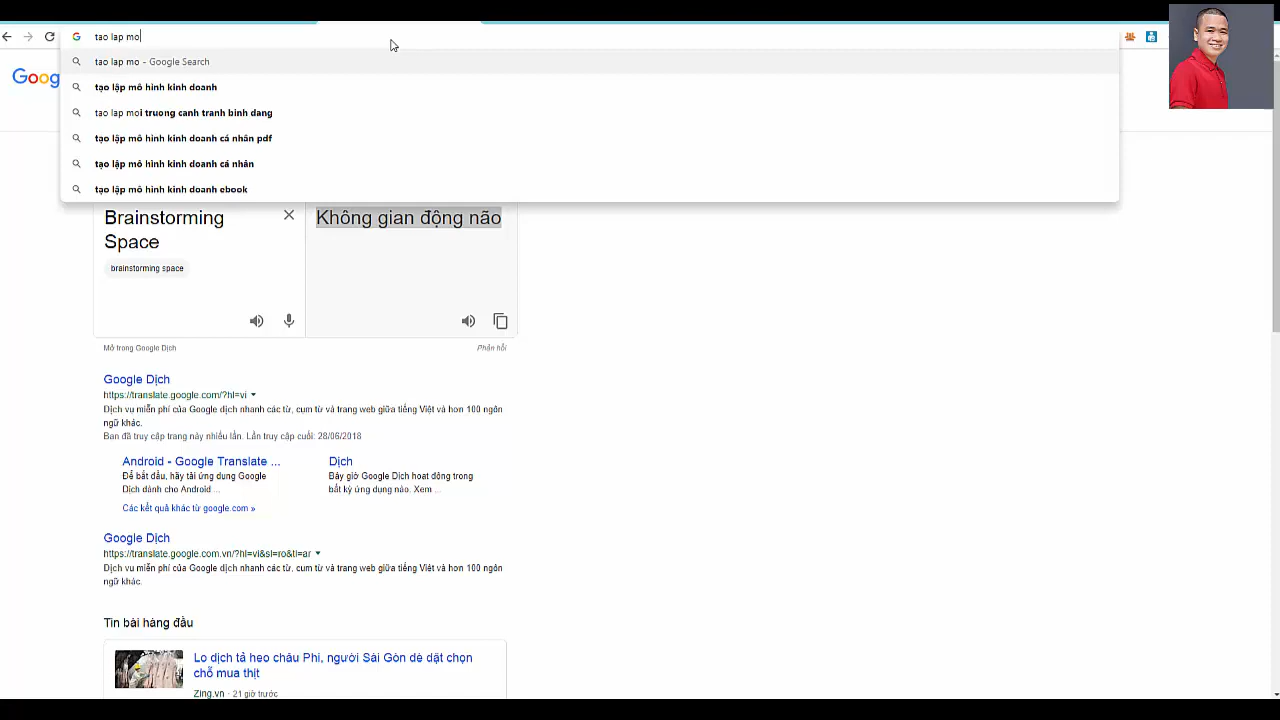 tao lap mo
tao lap mo - Google Search
tạo lập mô hình kinh doanh
tao lap moi truong canh tranh binh dang
tạo lập mô hình kinh doanh cá nhân pdf
tạo lập mô hình kinh doanh cá nhân
tạo lập mô hình kinh doanh ebook
Goog
Brainstorming
Space
brainstorming space
Không gian động não
Mở trong Google Dịch
Phản hồi
Google Dịch
https://translate.google.com/?hl=vi
Dịch vụ miễn phí của Google dịch nhanh các từ, cụm từ và trang web giữa tiếng Việt và hơn 100 ngôn
ngữ khác.
Bạn đã truy cập trang này nhiều lần. Lần truy cập cuối: 28/06/2018
Android - Google Translate ...
Để bắt đầu, hãy tải ứng dụng Google
Dịch dành cho Android ...
Dịch
Bây giờ Google Dịch hoạt động trong
bất kỳ ứng dụng nào. Xem ...
Các kết quả khác từ google.com »
Google Dịch
https://translate.google.com.vn/?hl=vi&sl=ro&tl=ar
Dịch vụ miễn phí của Google dịch nhanh các từ, cụm từ và trang web giữa tiếng Việt và hơn 100 ngôn
ngữ khác.
Tin bài hàng đầu
Lo dịch tả heo châu Phi, người Sài Gòn dè dặt chọn
chỗ mua thịt
Zing.vn - 21 giờ trước